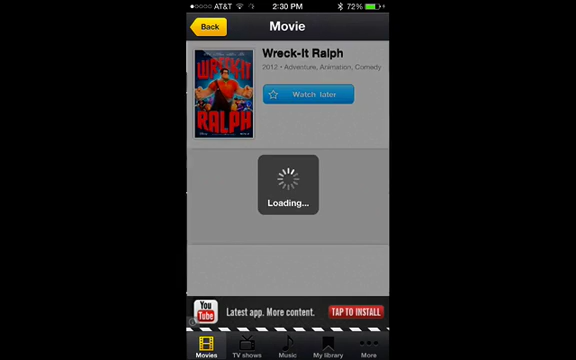 AT&T 2:30 PM 72%
Back Movie
WRECK-IT
RALPH
Wreck-It Ralph
2012 • Adventure, Animation, Comedy
Watch later
Loading...
You
Tube
Latest app. More content. TAP TO INSTALL
Movies TV shows Music My library More